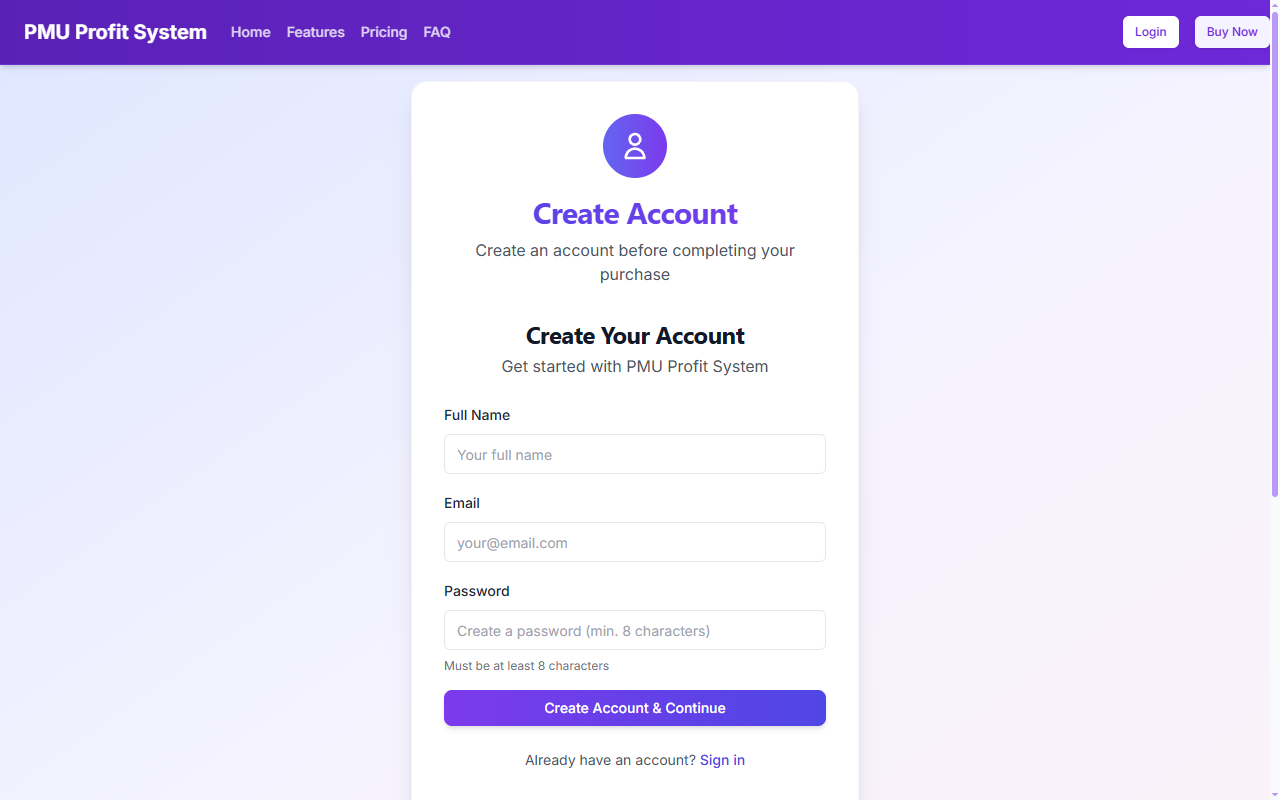 PMU Profit System Home Features Pricing FAQ Login Buy Now
Create Account
Create an account before completing your
purchase
Create Your Account
Get started with PMU Profit System
Full Name
Your full name
Email
your@email.com
Password
Create a password (min. 8 characters)
Must be at least 8 characters
Create Account & Continue
Already have an account? Sign in